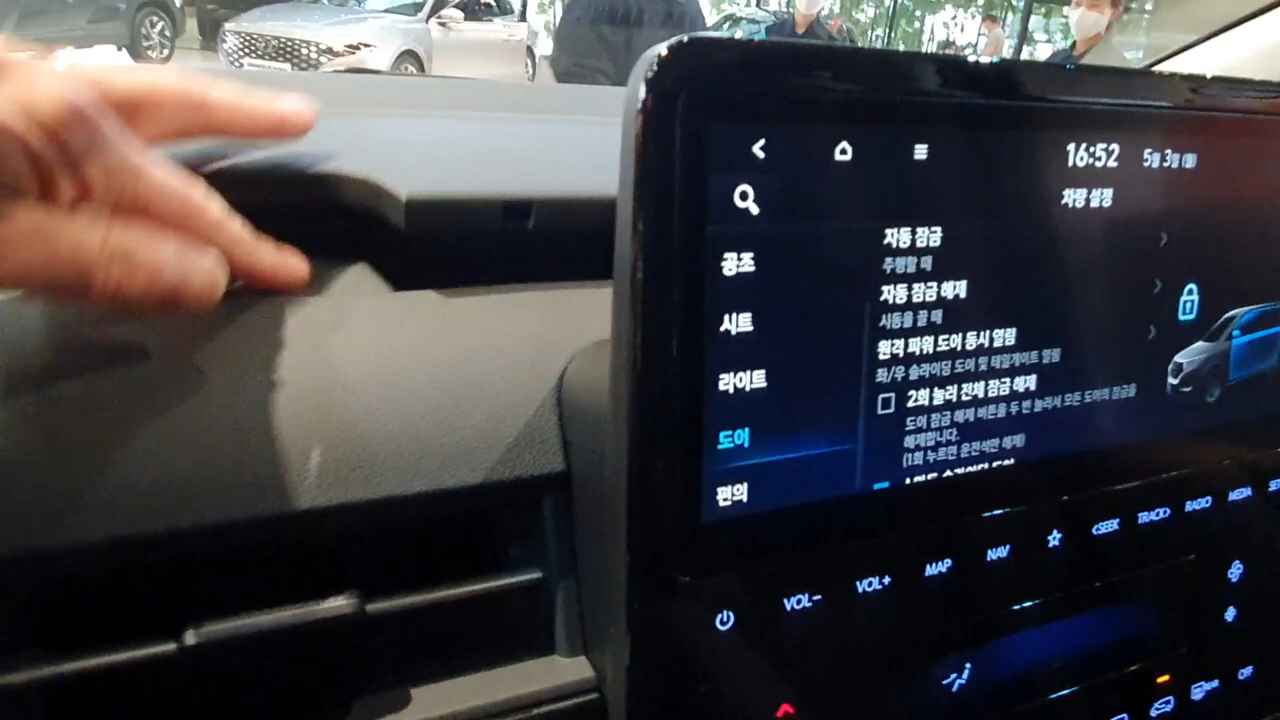 16:52 5월 3일 (월)
차량 설정
공조
시트
라이트
도어
편의
자동 잠금
주행할 때
자동 잠금 해제
시동을 끌 때
원격 파워 도어 동시 열림
좌/우 슬라이딩 도어 및 테일게이트 열림
2회 눌러 전체 잠금 해제
도어 잠금 해제 버튼을 두 번 눌러서 모든 도어의 잠금을
해제합니다.
(1회 누르면 운전석만 해제)
VOL- VOL+ MAP NAV <SEEK TRACK> RADIO MEDIA
OFF